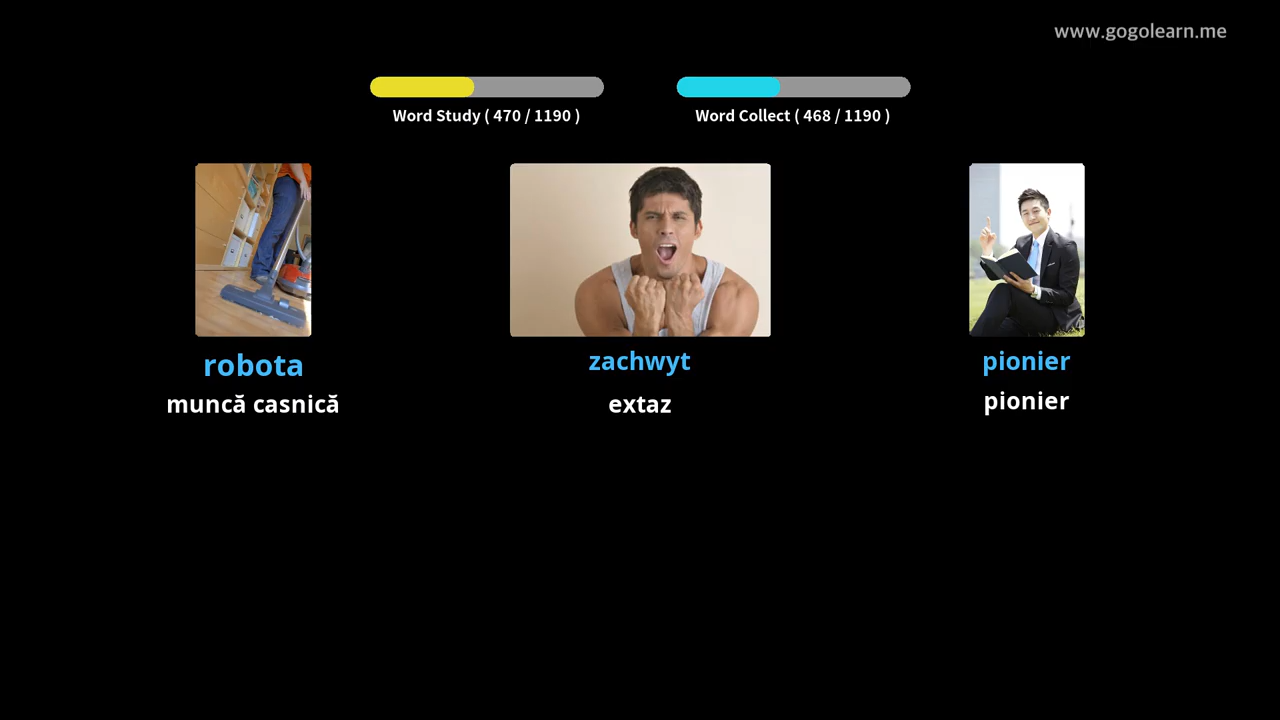 www.gogolearn.me
Word Study ( 470 / 1190 )
Word Collect ( 468 / 1190 )
robota
muncă casnică
zachwyt
extaz
pionier
pionier